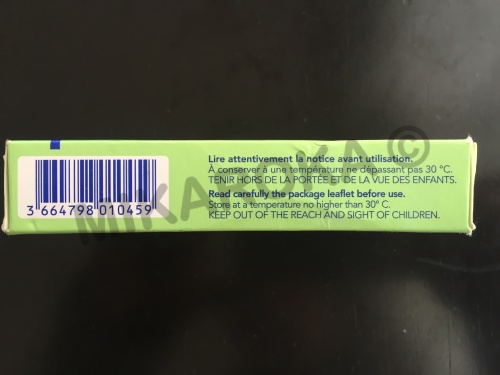 Lire attentivement la notice avant utilisation.
À conserver à une température ne dépassant pas 30 °C.
TENIR HORS DE LA PORTÉE ET DE LA VUE DES ENFANTS.
Read carefully the package leaflet before use.
Store at a temperature no higher than 30° C.
KEEP OUT OF THE REACH AND SIGHT OF CHILDREN.
3 664798 010459
MIKA KOKA ©